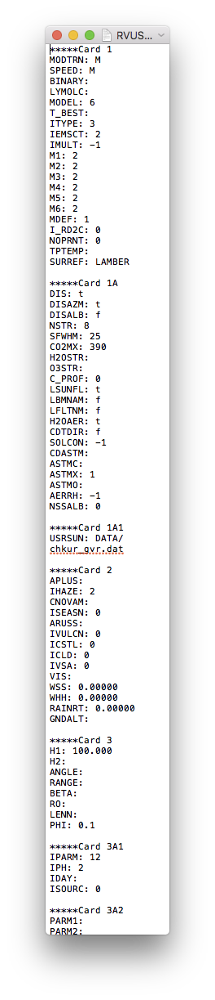 RVUS...
*****Card 1
MODTRN: M
SPEED: M
BINARY:
LYMOLC:
MODEL: 6
T_BEST:
ITYPE: 3
IEMSCT: 2
IMULT: -1
M1: 2
M2: 2
M3: 2
M4: 2
M5: 2
M6: 2
MDEF: 1
I_RD2C: 0
NOPRNT: 0
TPTEMP:
SURREF: LAMBER
*****Card 1A
DIS: t
DISAZM: t
DISALB: f
NSTR: 8
SFWHM: 25
CO2MX: 390
H2OSTR:
O3STR:
C_PROF: 0
LSUNFL: t
LBMNAM: f
LFLTNM: f
H2OAER: t
CDTDIR: f
SOLCON: -1
CDASTM:
ASTMC:
ASTMX: 1
ASTMO:
AERRH: -1
NSSALB: 0
*****Card 1A1
USRSUN: DATA/
chkur_gvr.dat
*****Card 2
APLUS:
IHAZE: 2
CNOVAM:
ISEASN: 0
ARUSS:
IVULCN: 0
ICSTL: 0
ICLD: 0
IVSA: 0
VIS:
WSS: 0.00000
WHH: 0.00000
RAINRT: 0.00000
GNDALT:
*****Card 3
H1: 100.000
H2:
ANGLE:
RANGE:
BETA:
RO:
LENN:
PHI: 0.1
*****Card 3A1
IPARM: 12
IPH: 2
IDAY:
ISOURC: 0
*****Card 3A2
PARM1:
PARM2: